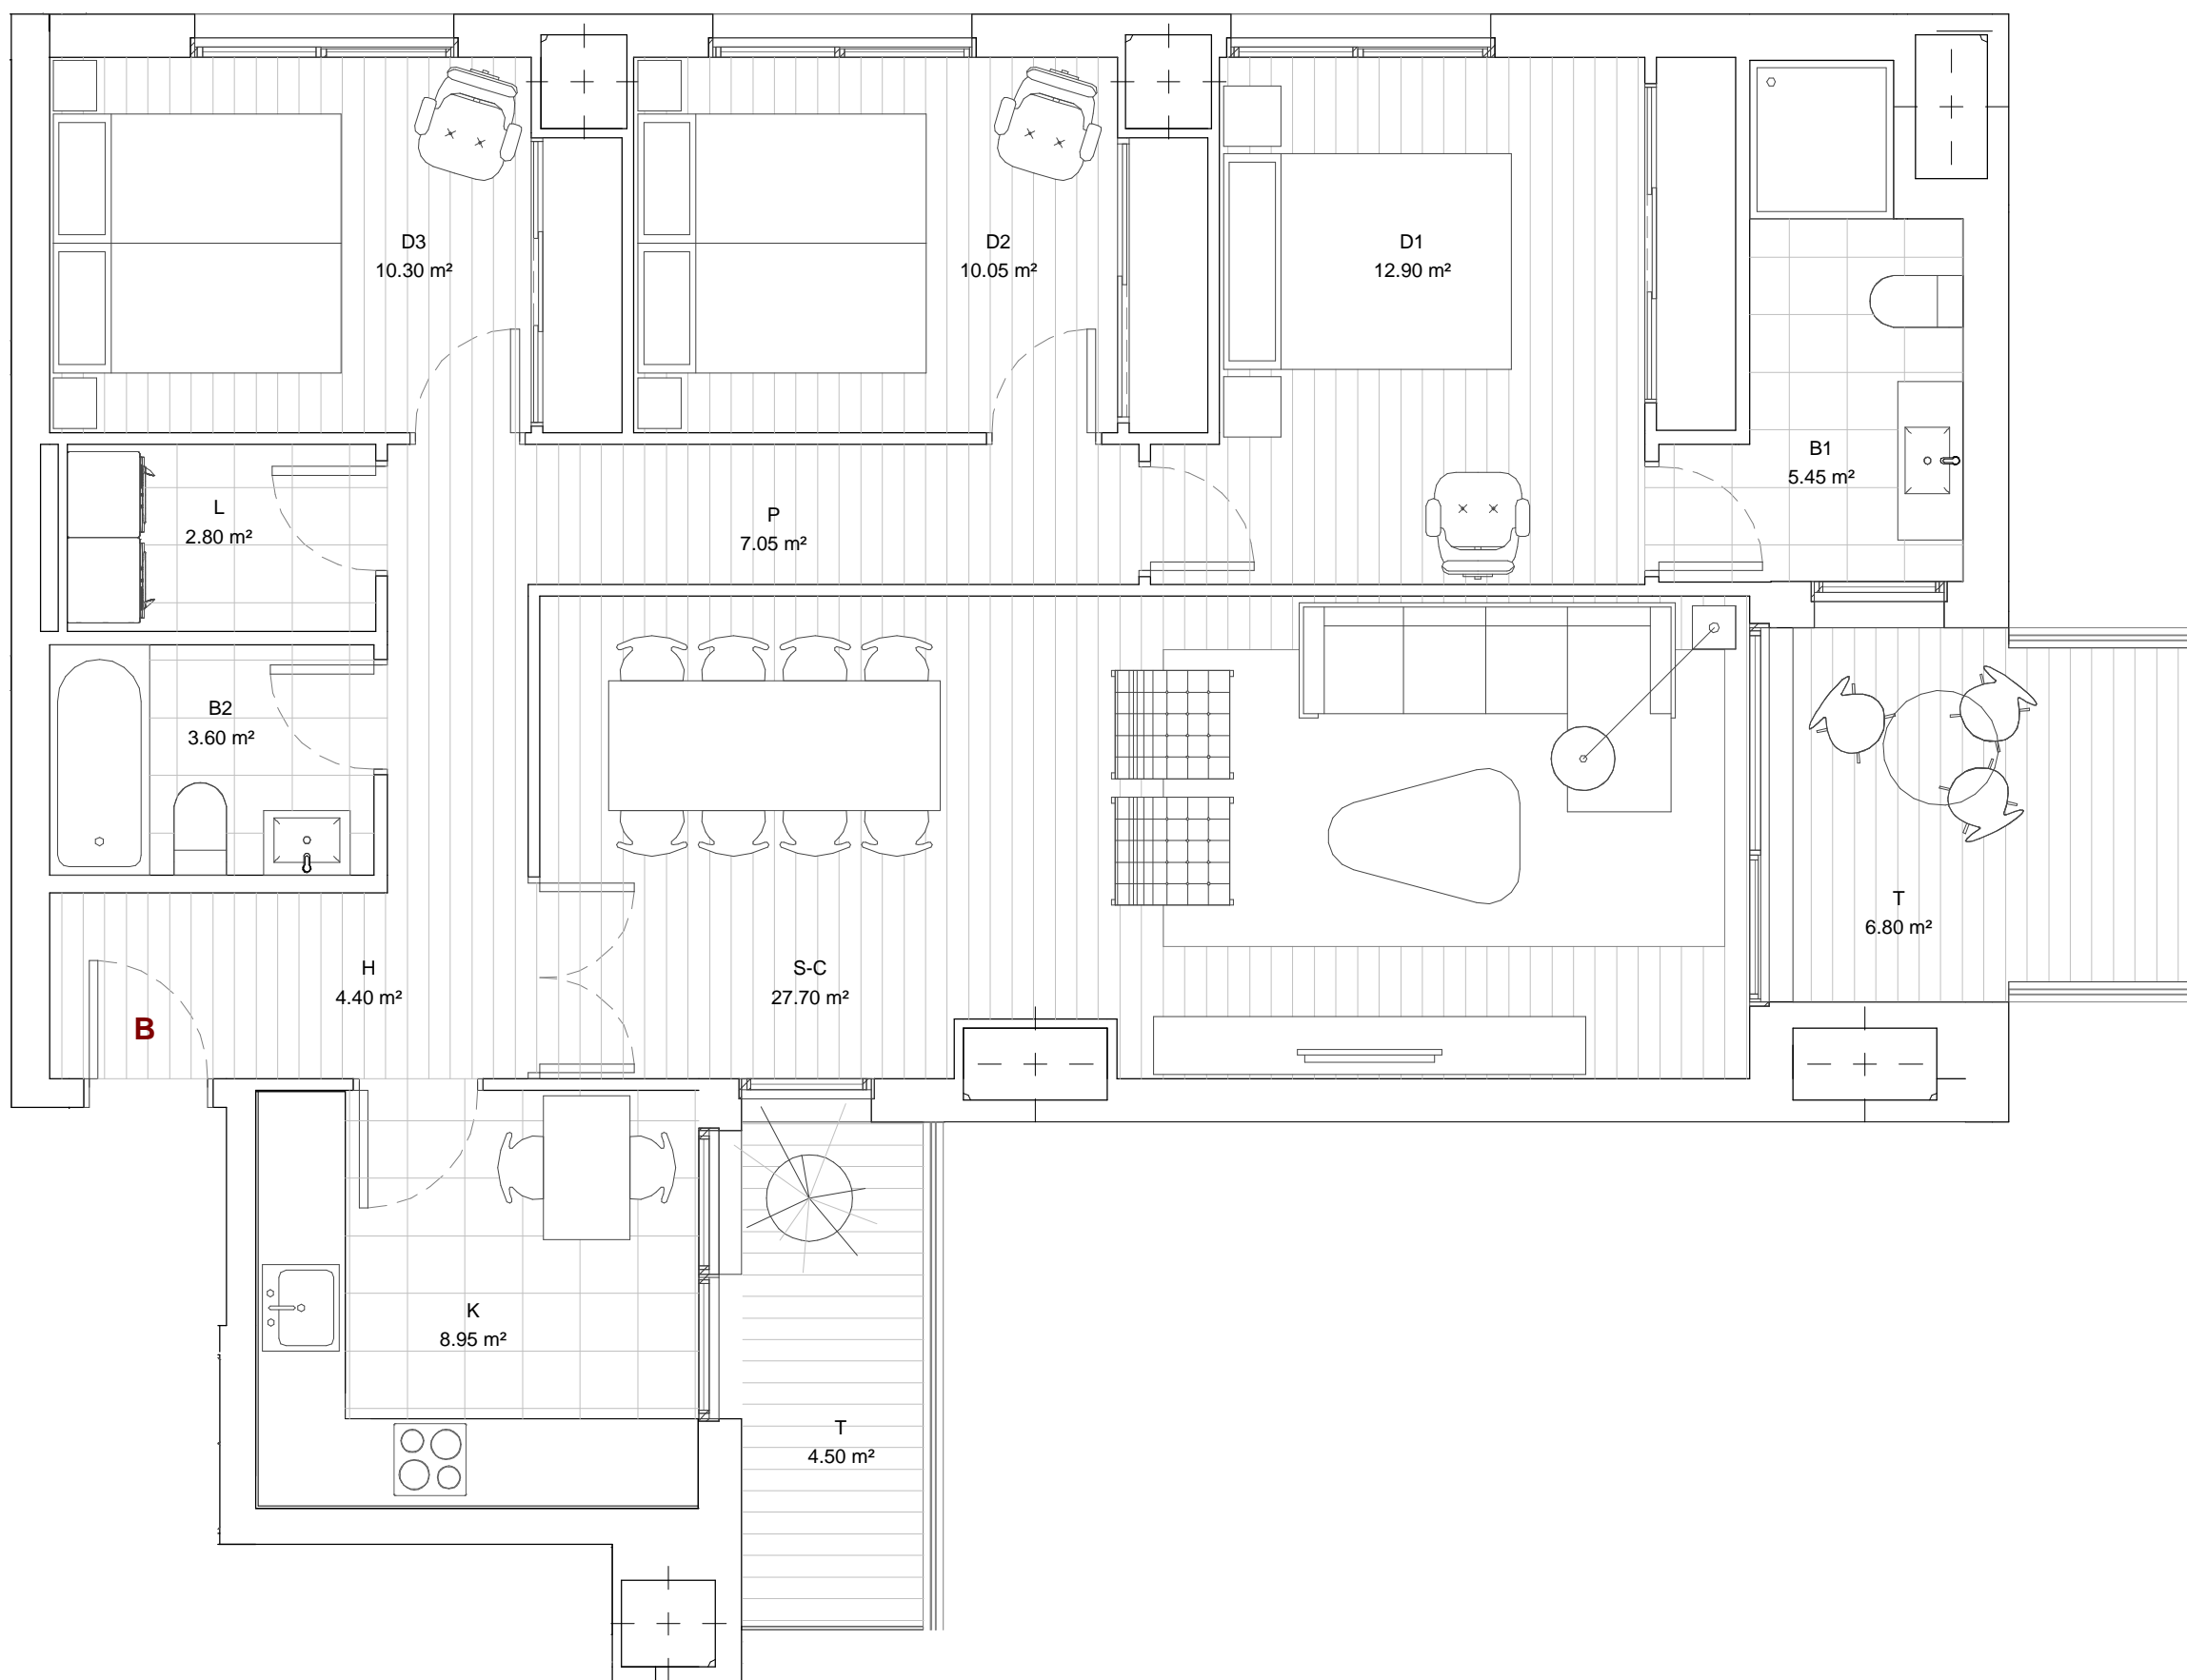 D3
10.30 m²
D2
10.05 m²
D1
12.90 m²
B1
5.45 m²
L
2.80 m²
P
7.05 m²
B2
3.60 m²
T
6.80 m²
H
4.40 m²
S-C
27.70 m²
B
K
8.95 m²
T
4.50 m²